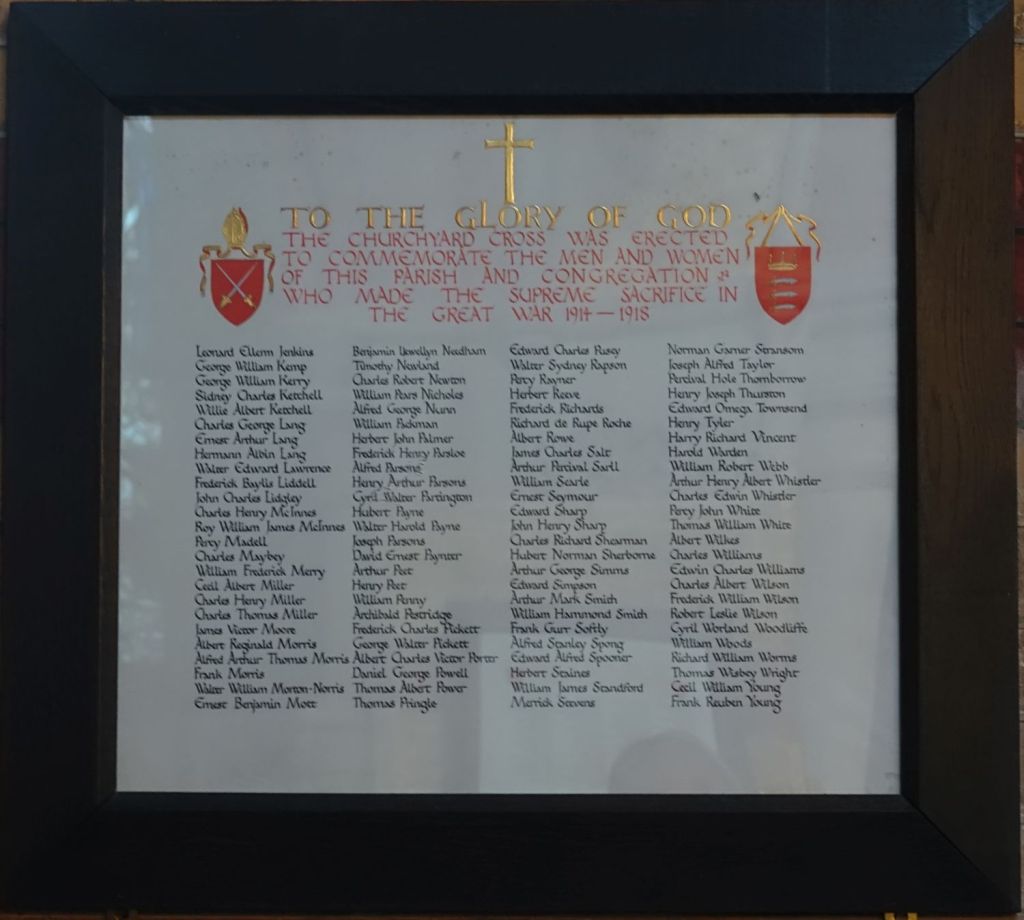 TO THE GLORY OF GOD
THE CHURCHYARD CROSS WAS ERECTED
TO COMMEMORATE THE MEN AND WOMEN
OF THIS PARISH AND CONGREGATION
WHO MADE THE SUPREME SACRIFICE IN
THE GREAT WAR 1914—1918
Leonard Ellerm Jenkins
George William Kemp
George William Kerry
Sidney Charles Ketchell
Willie Albert Ketchell
Charles George Lang
Ernest Arthur Lang
Hermann Albin Lang
Walter Edward Lawrence
Frederick Baylis Liddell
John Charles Lidgley
Charles Henry McInnes
Roy William James McInnes
Percy Madell
Charles Maybey
William Frederick Merry
Cecil Albert Miller
Charles Henry Miller
Charles Thomas Miller
James Victor Moore
Albert Reginald Morris
Alfred Arthur Thomas Morris
Frank Morris
Walter William Morton-Norris
Ernest Benjamin Mott
Benjamin Llewellyn Needham
Timothy Newland
Charles Robert Newton
William Pears Nicholes
Alfred George Nunn
William Packman
Herbert John Palmer
Frederick Henry Parsloe
Alfred Parsons
Henry Arthur Parsons
Cyril Walter Partington
Hubert Payne
Walter Harold Payne
Joseph Parsons
David Ernest Paynter
Arthur Peet
Henry Peet
William Penny
Archibald Pestridge
Frederick Charles Pickett
George Walter Pickett
Albert Charles Victor Porter
Daniel George Powell
Thomas Albert Power
Thomas Pringle
Edward Charles Pusey
Walter Sydney Rapson
Percy Rayner
Herbert Reeve
Frederick Richards
Richard de Rupe Roche
Albert Rowe
James Charles Salt
Arthur Percival Sarll
William Searle
Ernest Seymour
Edward Sharp
John Henry Sharp
Charles Richard Shearman
Hubert Norman Sherborne
Arthur George Simms
Edward Simpson
Arthur Mark Smith
William Hammond Smith
Frank Gurr Softly
Alfred Stanley Spong
Edward Alfred Spooner
Herbert Staines
William James Standford
Merrick Stevens
Norman Garner Stransom
Joseph Alfred Taylor
Percival Hole Thornborrow
Henry Joseph Thurston
Edward Omega Townsend
Henry Tyler
Harry Richard Vincent
Harold Warden
William Robert Webb
Arthur Henry Albert Whistler
Charles Edwin Whistler
Percy John White
Thomas William White
Albert Wilkes
Charles Williams
Edwin Charles Williams
Charles Albert Wilson
Frederick William Wilson
Robert Leslie Wilson
Cyril Worland Woodliffe
William Woods
Richard William Worms
Thomas Wisbey Wright
Cecil William Young
Frank Reuben Young